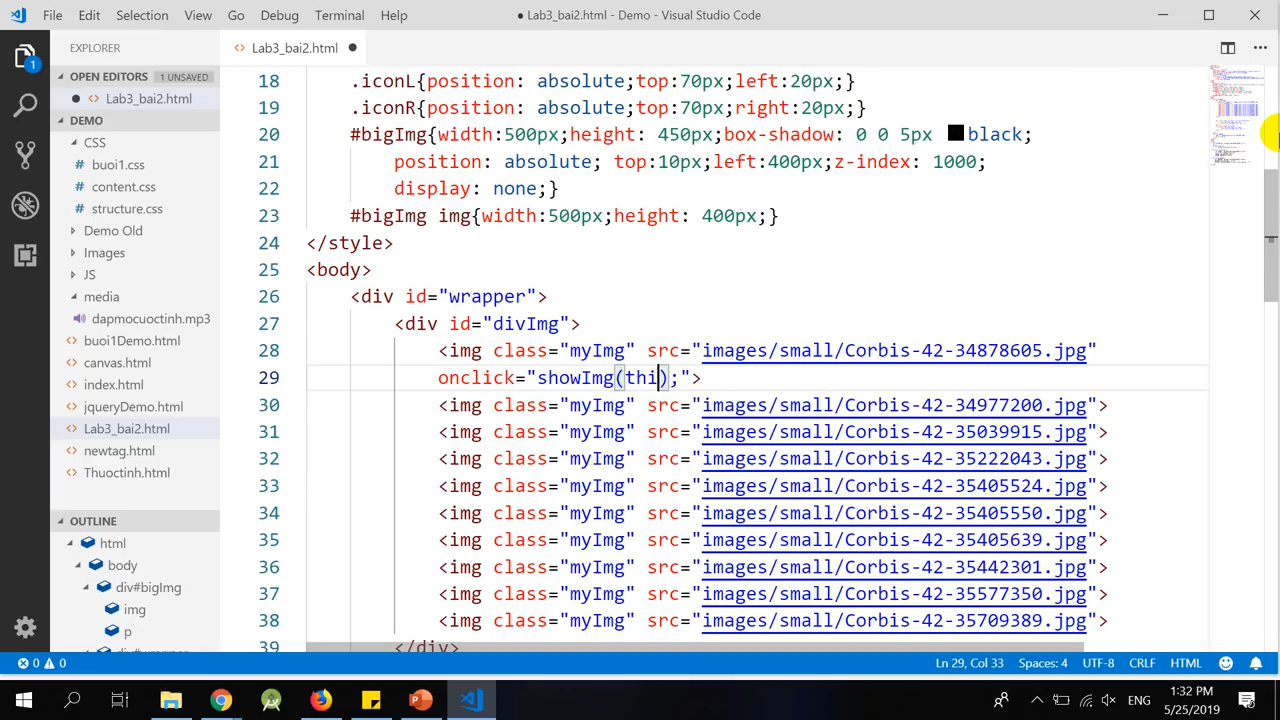 File Edit Selection View Go Debug Terminal Help
● Lab3_bai2.html - Demo - Visual Studio Code
EXPLORER
1
OPEN EDITORS 1 UNSAVED
● <> Lab3_bai2.html
DEMO
CSS
# buoi1.css
# content.css
# structure.css
Demo Old
Images
JS
media
dapmocuoctinh.mp3
<> buoi1Demo.html
<> canvas.html
<> index.html
<> jqueryDemo.html
<> Lab3_bai2.html
<> newtag.html
<> Thuoctinh.html
OUTLINE
html
body
div#bigImg
img
p
<> Lab3_bai2.html ●
18 .iconL{position: absolute;top:70px;left:20px;}
19 .iconR{position: absolute;top:70px;right:20px;}
20 #bigImg{width:500px;height: 450px;box-shadow: 0 0 5px black;
21 position: absolute; top:10px;left:400px;z-index: 1000;
22 display: none;}
23 #bigImg img{width:500px;height: 400px;}
24 </style>
25 <body>
26 <div id="wrapper">
27 <div id="divImg">
28 <img class="myImg" src="images/small/Corbis-42-34878605.jpg"
29 onclick="showImg(thi);">
30 <img class="myImg" src="images/small/Corbis-42-34977200.jpg">
31 <img class="myImg" src="images/small/Corbis-42-35039915.jpg">
32 <img class="myImg" src="images/small/Corbis-42-35222043.jpg">
33 <img class="myImg" src="images/small/Corbis-42-35405524.jpg">
34 <img class="myImg" src="images/small/Corbis-42-35405550.jpg">
35 <img class="myImg" src="images/small/Corbis-42-35405639.jpg">
36 <img class="myImg" src="images/small/Corbis-42-35442301.jpg">
37 <img class="myImg" src="images/small/Corbis-42-35577350.jpg">
38 <img class="myImg" src="images/small/Corbis-42-35709389.jpg">
39 </div>
0 0 Ln 29, Col 33 Spaces: 4 UTF-8 CRLF HTML
ENG
1:32 PM
5/25/2019